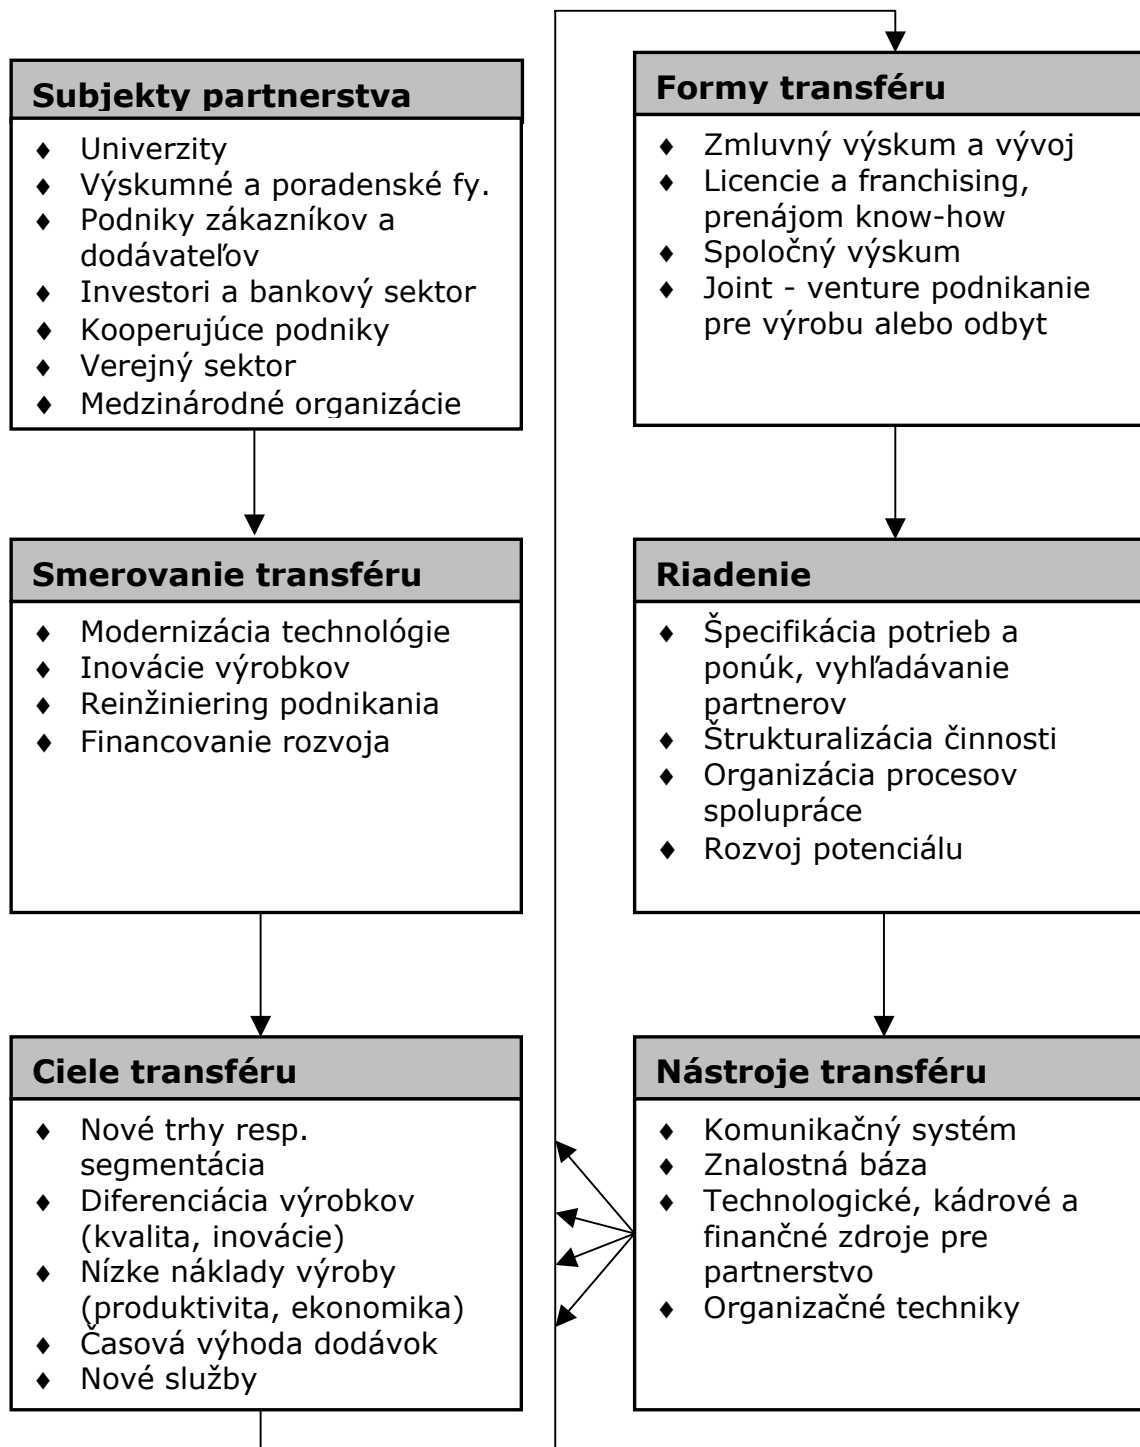 Subjekty partnerstva
♦ Univerzity
♦ Výskumné a poradenské fy.
♦ Podniky zákazníkov a
dodávateľov
♦ Investori a bankový sektor
♦ Kooperujúce podniky
♦ Verejný sektor
♦ Medzinárodné organizácie
Smerovanie transféru
♦ Modernizácia technológie
♦ Inovácie výrobkov
♦ Reinžiniering podnikania
♦ Financovanie rozvoja
Ciele transféru
♦ Nové trhy resp.
segmentácia
♦ Diferenciácia výrobkov
(kvalita, inovácie)
♦ Nízke náklady výroby
(produktivita, ekonomika)
♦ Časová výhoda dodávok
♦ Nové služby
Formy transféru
♦ Zmluvný výskum a vývoj
♦ Licencie a franchising,
prenájom know-how
♦ Spoločný výskum
♦ Joint - venture podnikanie
pre výrobu alebo odbyt
Riadenie
♦ Špecifikácia potrieb a
ponúk, vyhľadávanie
partnerov
♦ Štrukturalizácia činnosti
♦ Organizácia procesov
spolupráce
♦ Rozvoj potenciálu
Nástroje transféru
♦ Komunikačný systém
♦ Znalostná báza
♦ Technologické, kádrové a
finančné zdroje pre
partnerstvo
♦ Organizačné techniky